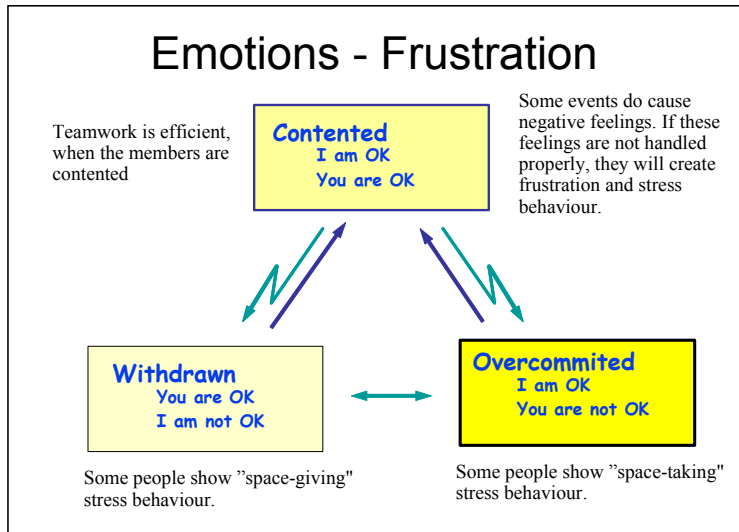 Emotions - Frustration
Teamwork is efficient,
when the members are
contented
Contented
I am OK
You are OK
Some events do cause
negative feelings. If these
feelings are not handled
properly, they will create
frustration and stress
behaviour.
Withdrawn
You are OK
I am not OK
Overcommited
I am OK
You are not OK
Some people show ”space-giving"
stress behaviour.
Some people show "space-taking"
stress behaviour.